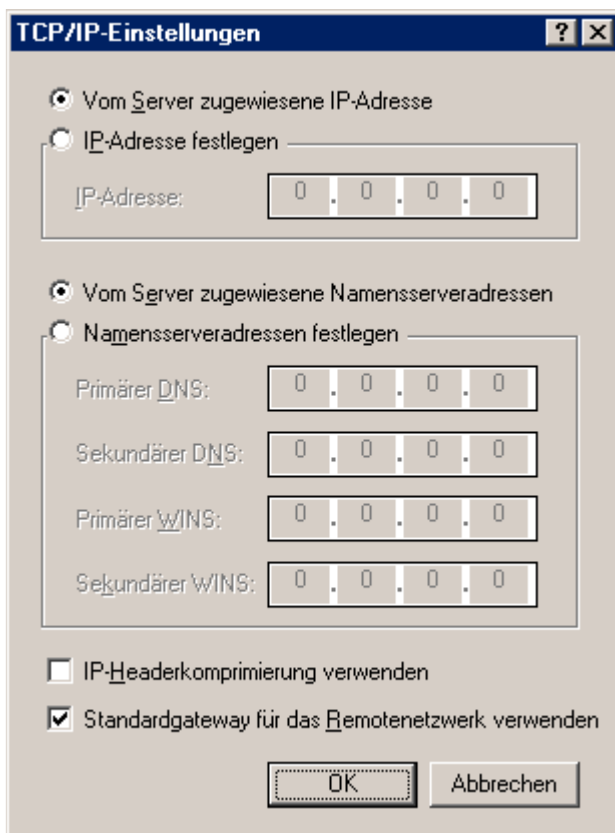 TCP/IP-Einstellungen
Vom Server zugewiesene IP-Adresse
IP-Adresse festlegen
IP-Adresse: 0 . 0 . 0 . 0
Vom Server zugewiesene Namensserveradressen
Namensserveradressen festlegen
Primärer DNS: 0 . 0 . 0 . 0
Sekundärer DNS: 0 . 0 . 0 . 0
Primärer WINS: 0 . 0 . 0 . 0
Sekundärer WINS: 0 . 0 . 0 . 0
IP-Headerkomprimierung verwenden
Standardgateway für das Remotenetzwerk verwenden
OK Abbrechen